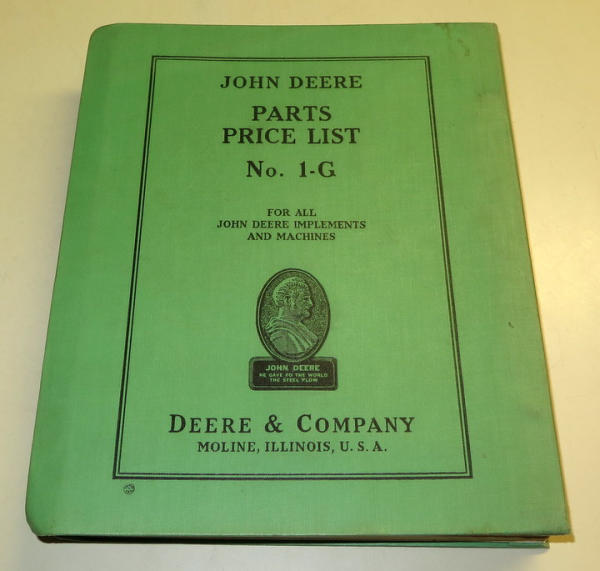 JOHN DEERE
PARTS
PRICE LIST
No. 1-G
FOR ALL
JOHN DEERE IMPLEMENTS
AND MACHINES
JOHN DEERE
HE GAVE TO THE WORLD
THE STEEL PLOW
DEERE & COMPANY
MOLINE, ILLINOIS, U. S. A.